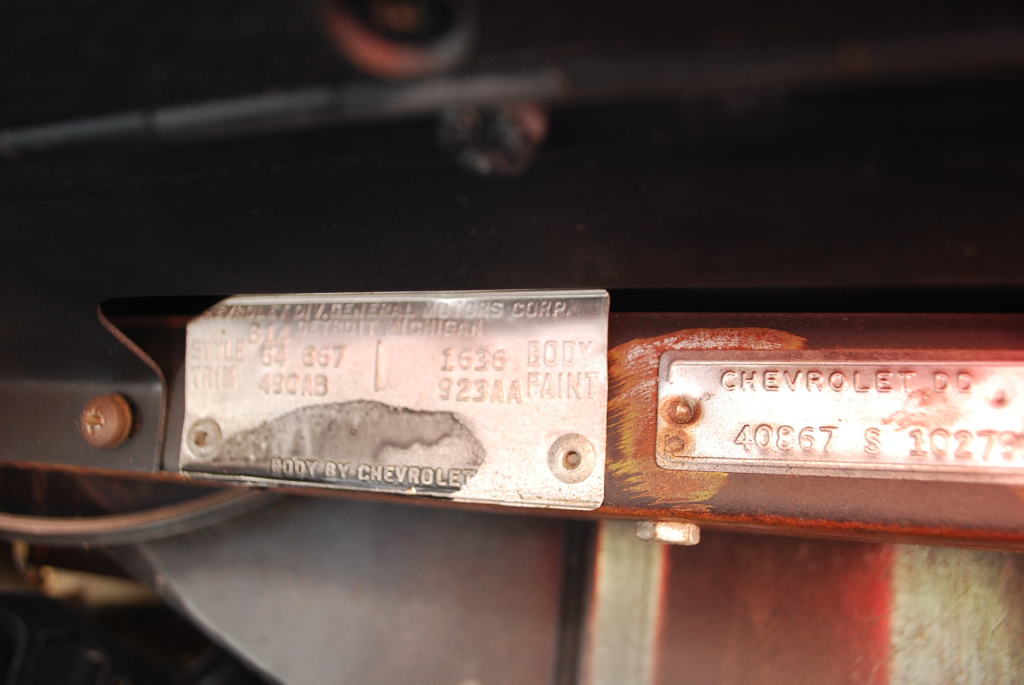 GENERAL MOTORS CORP.
DETROIT, MICHIGAN
STYLE 64 867 1636 BODY
TRIM 490AB 923AA PAINT
BODY BY CHEVROLET
CHEVROLET DD
40867 S 10279